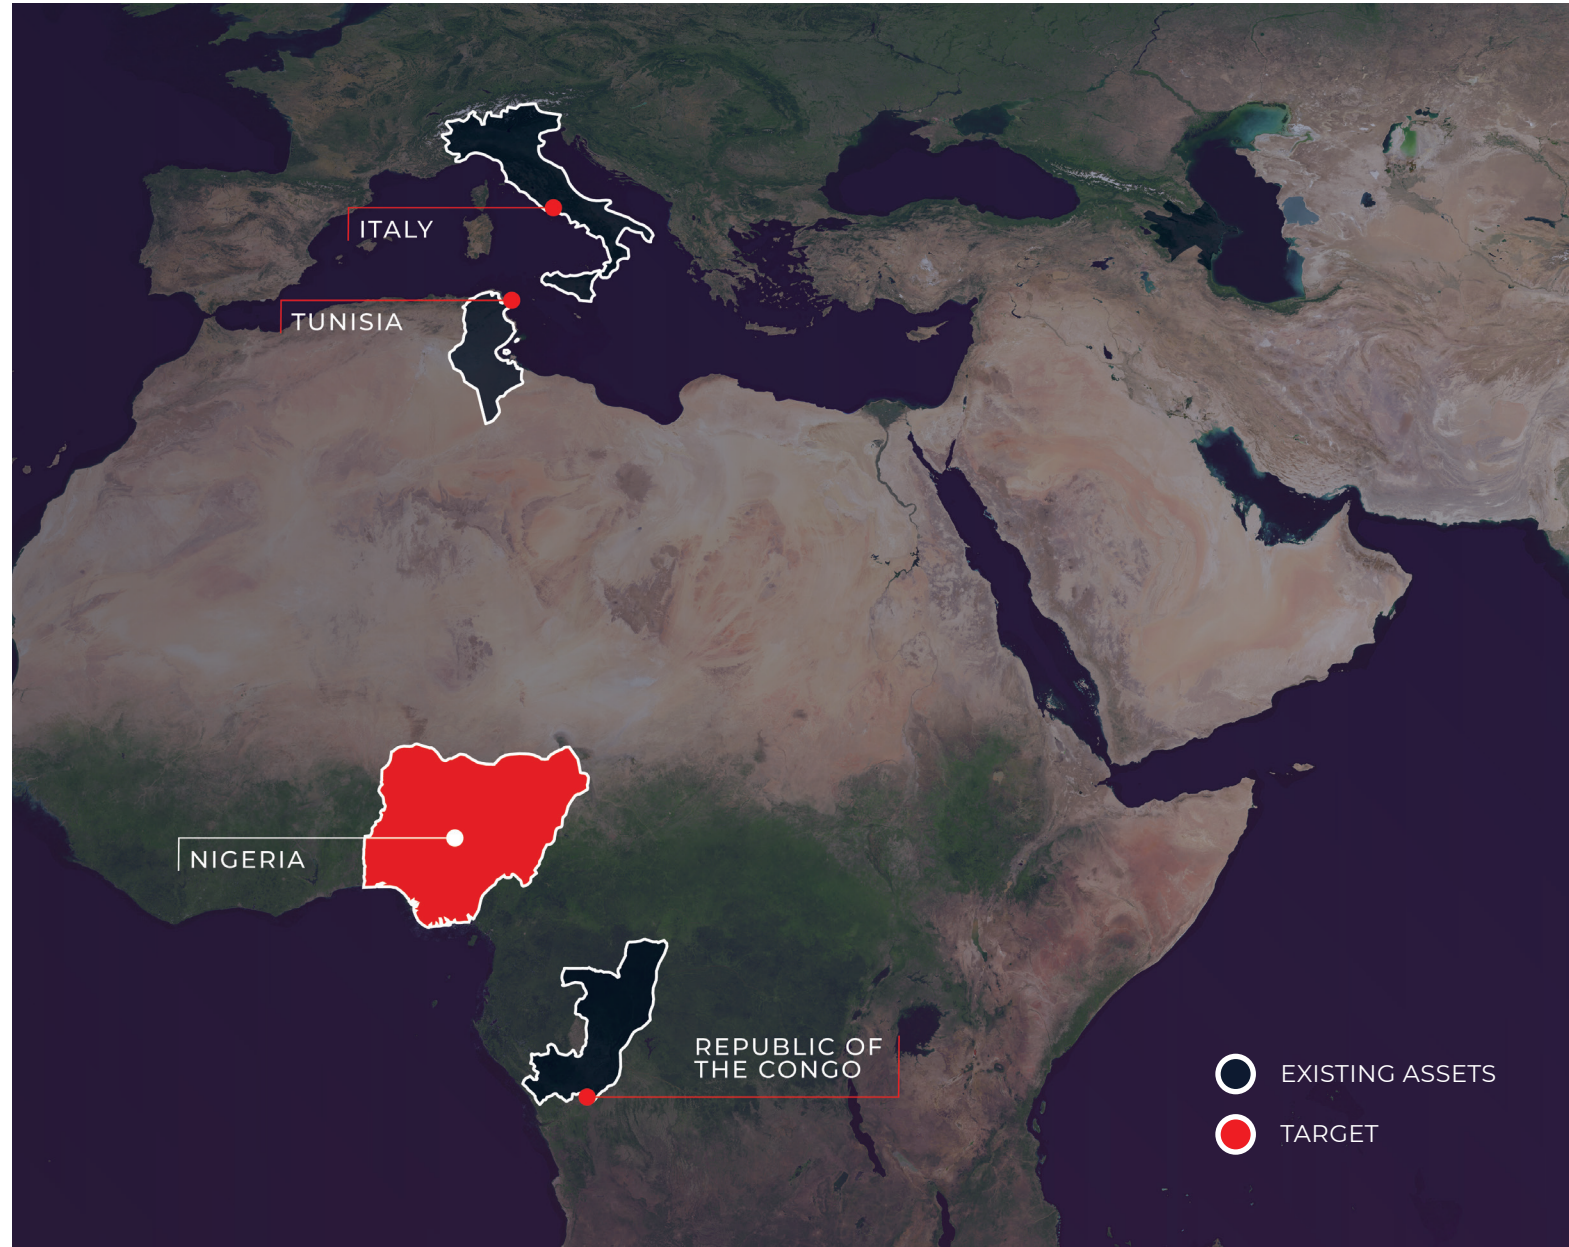 ITALY
TUNISIA
NIGERIA
REPUBLIC OF
THE CONGO
EXISTING ASSETS
TARGET